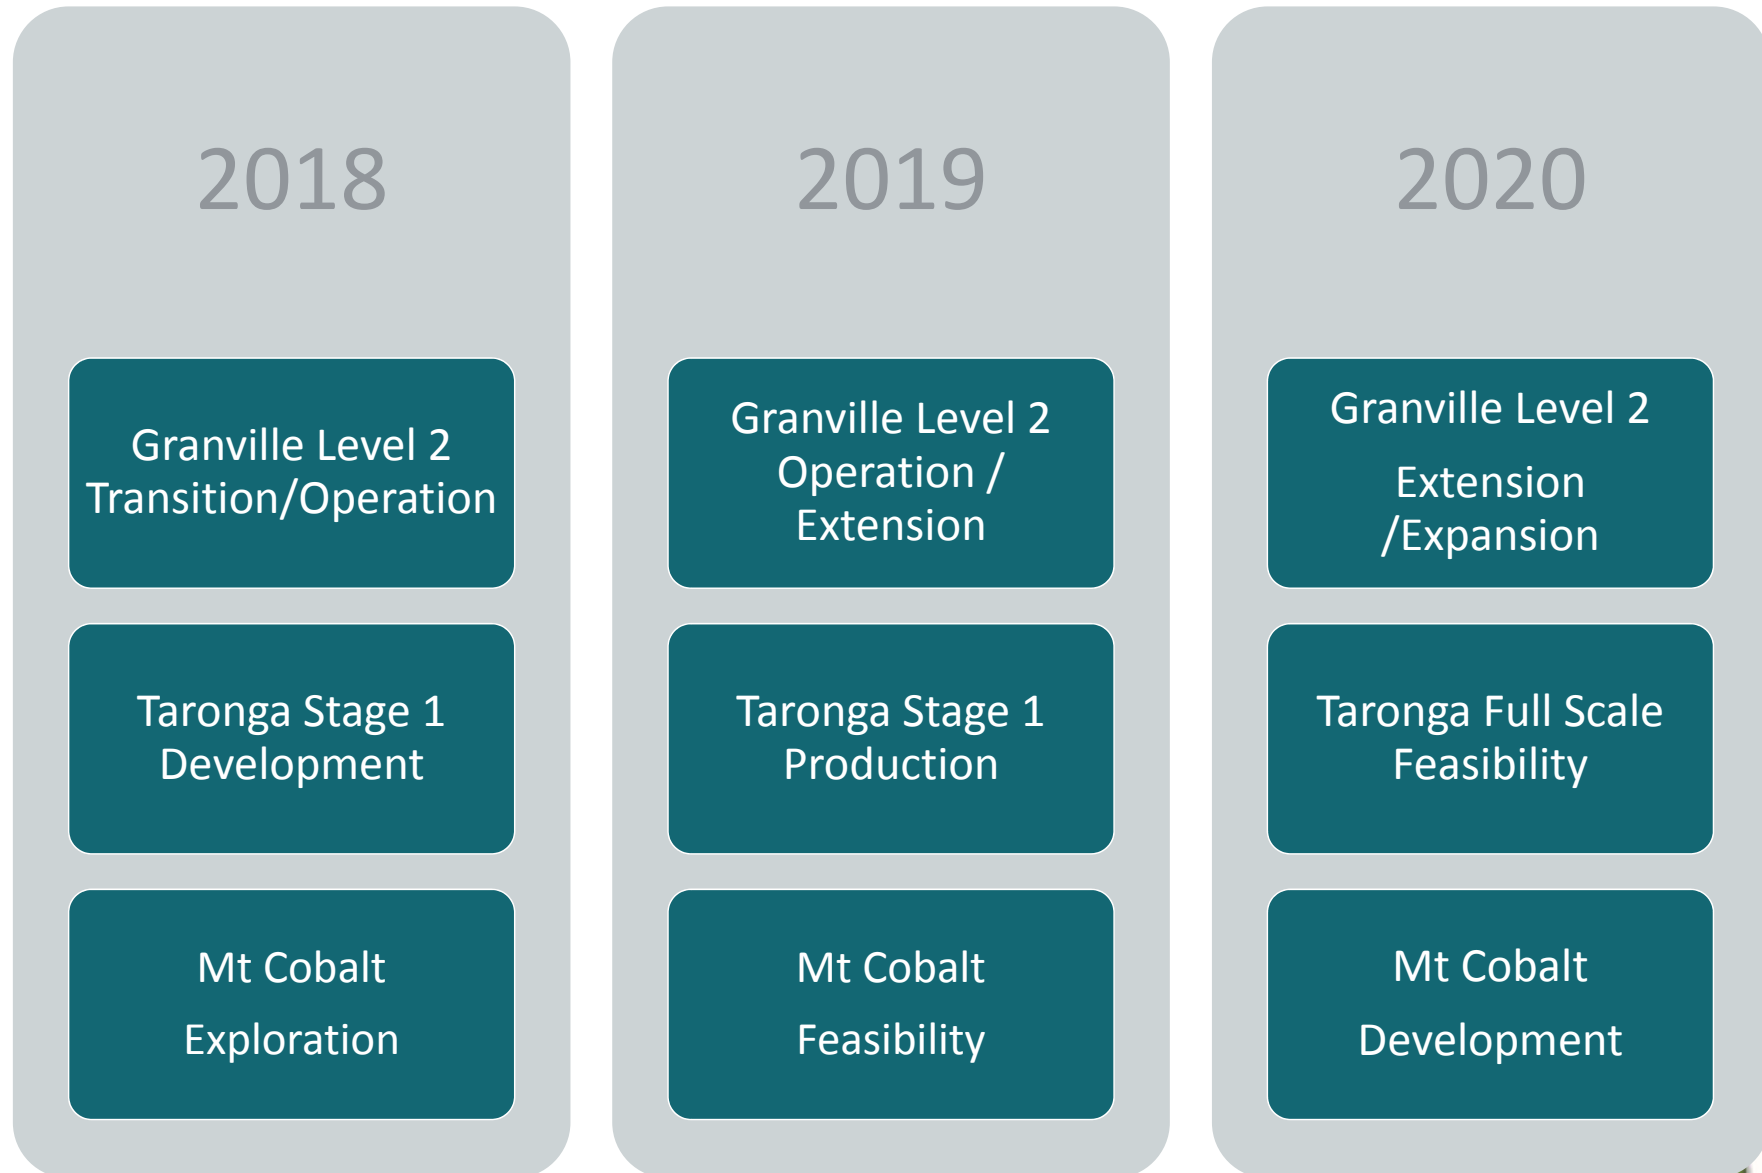 2018
Granville Level 2
Transition/Operation
Taronga Stage 1
Development
Mt Cobalt
Exploration
2019
Granville Level 2
Operation /
Extension
Taronga Stage 1
Production
Mt Cobalt
Feasibility
2020
Granville Level 2
Extension
/Expansion
Taronga Full Scale
Feasibility
Mt Cobalt
Development